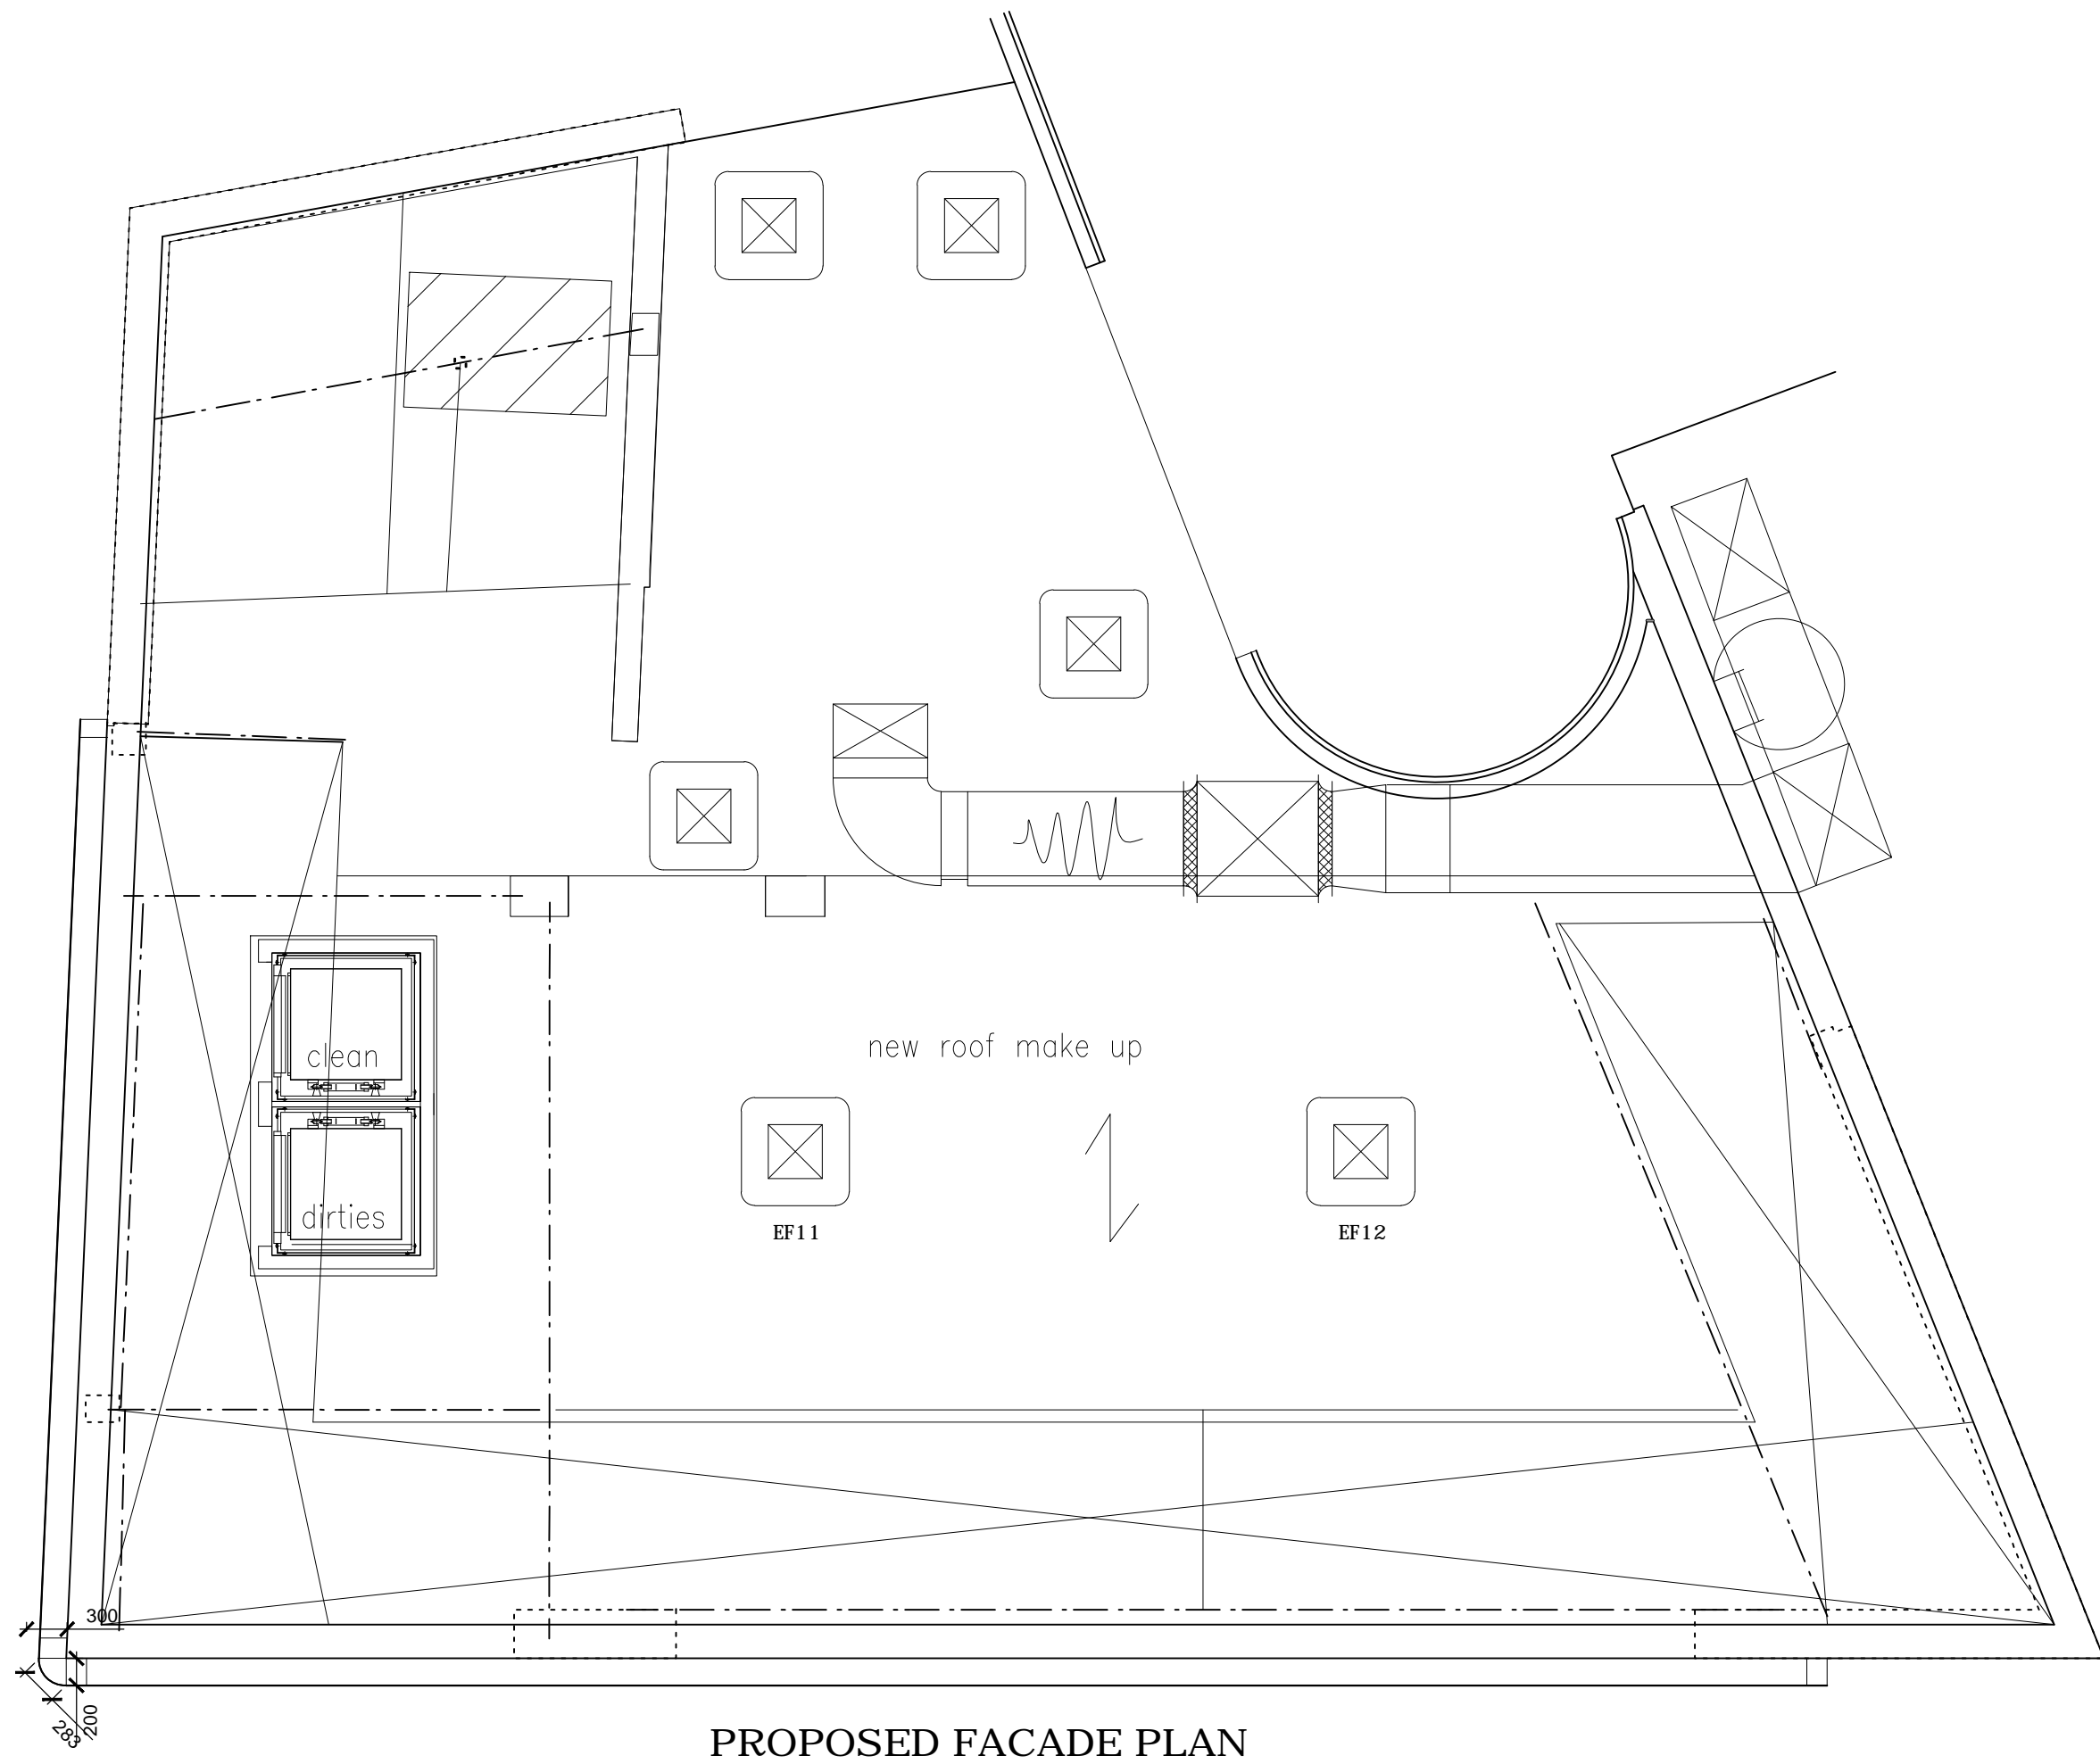 clean
new roof make up
dirties
EF11
EF12
300
200
283
PROPOSED FACADE PLAN